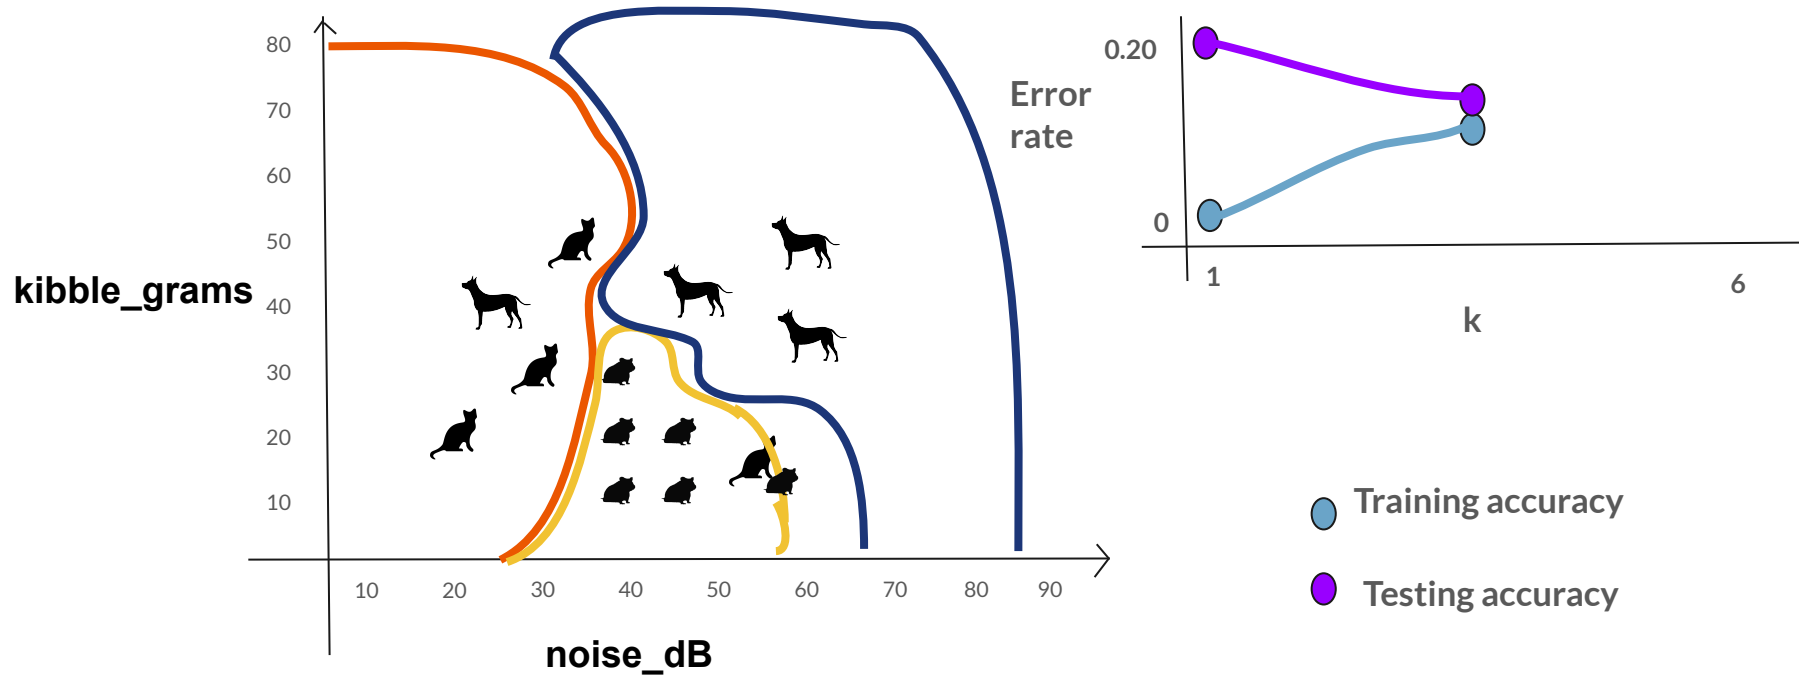 80
70
60
50
40
30
20
10
kibble_grams
10 20 30 40 50 60 70 80 90
noise_dB
Error
rate
0.20
0
1
6
k
Training accuracy
Testing accuracy